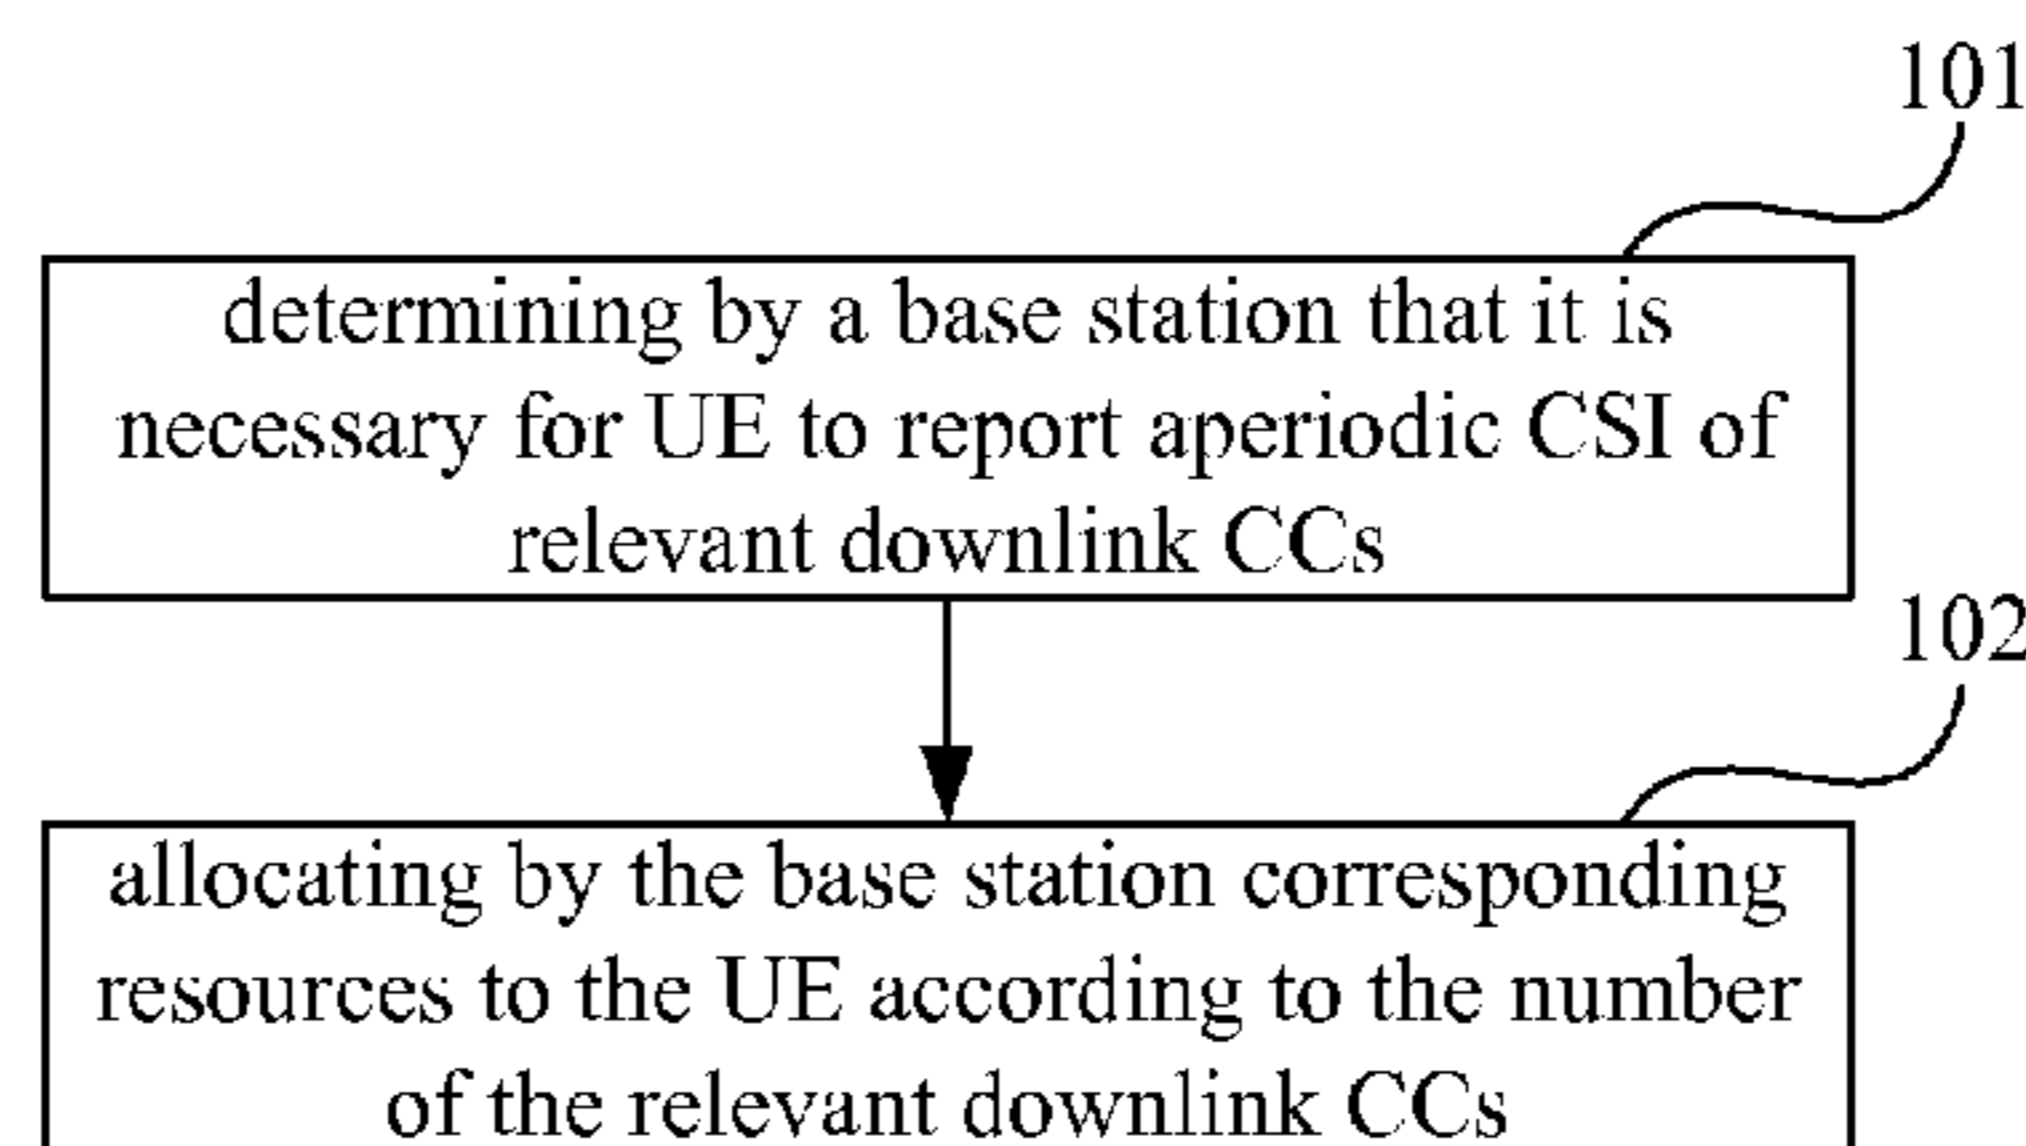 101
determining by a base station that it is
necessary for UE to report aperiodic CSI of
relevant downlink CCs
102
allocating by the base station corresponding
resources to the UE according to the number
of the relevant downlink CCs